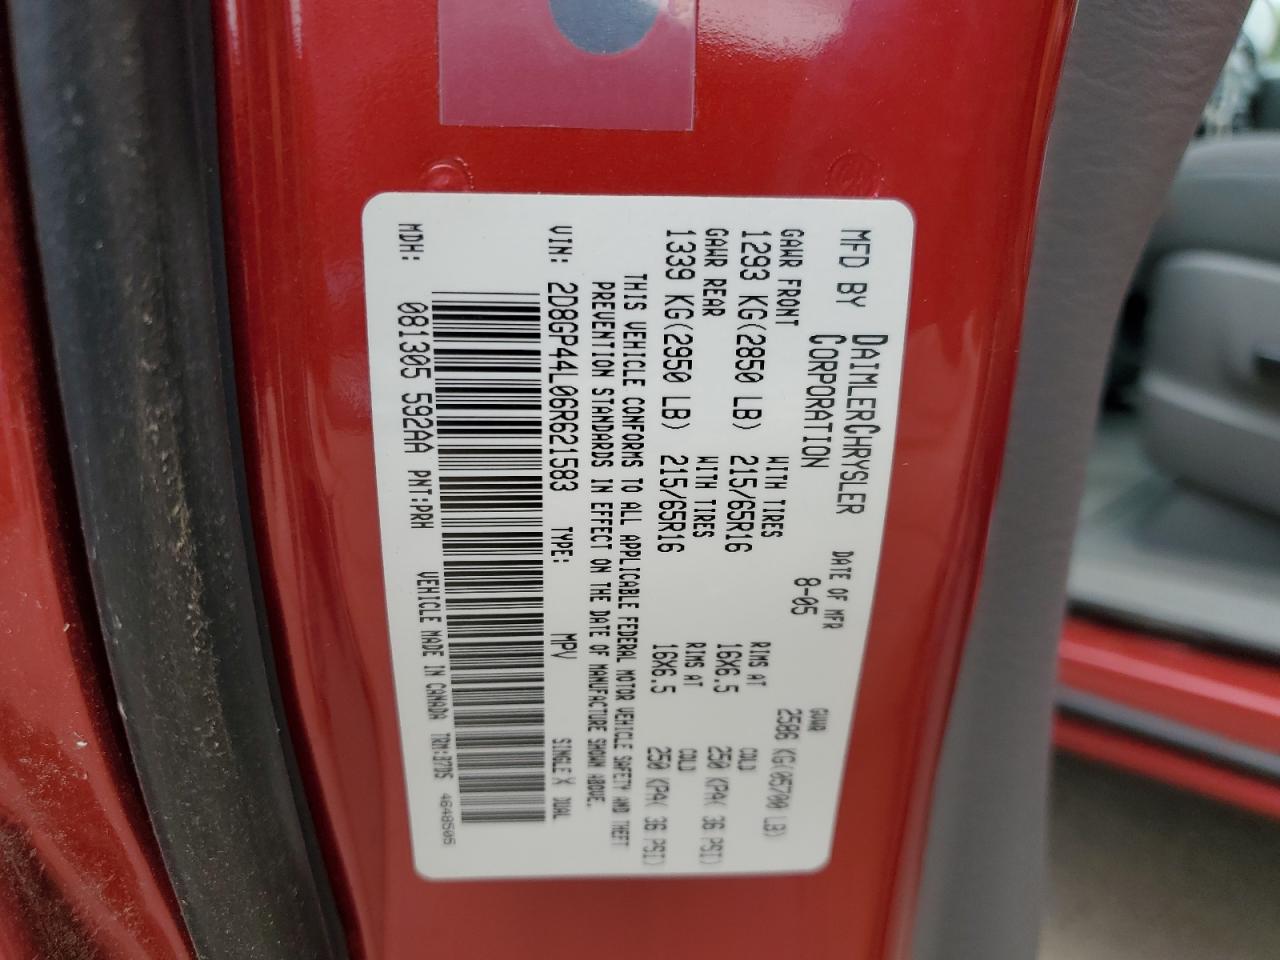 MFD BY DAIMLERCHRYSLER CORPORATION DATE OF MFR 8-05 GVWR 2586 KG(05700 LB)
GAWR FRONT WITH TIRES RIMS AT COLD
1293 KG(2850 LB) 215/65R16 16X6.5 250 KPA( 36 PSI)
GAWR REAR WITH TIRES RIMS AT COLD
1339 KG(2950 LB) 215/65R16 16X6.5 250 KPA( 36 PSI)
THIS VEHICLE CONFORMS TO ALL APPLICABLE FEDERAL MOTOR VEHICLE SAFETY AND THEFT
PREVENTION STANDARDS IN EFFECT ON THE DATE OF MANUFACTURE SHOWN ABOVE.
VIN: 2D8GP44L06R621583 TYPE: MPV SINGLE X DUAL
MDH: 081305 592AA PNT:PRH VEHICLE MADE IN CANADA TRN:B7D5 4648505